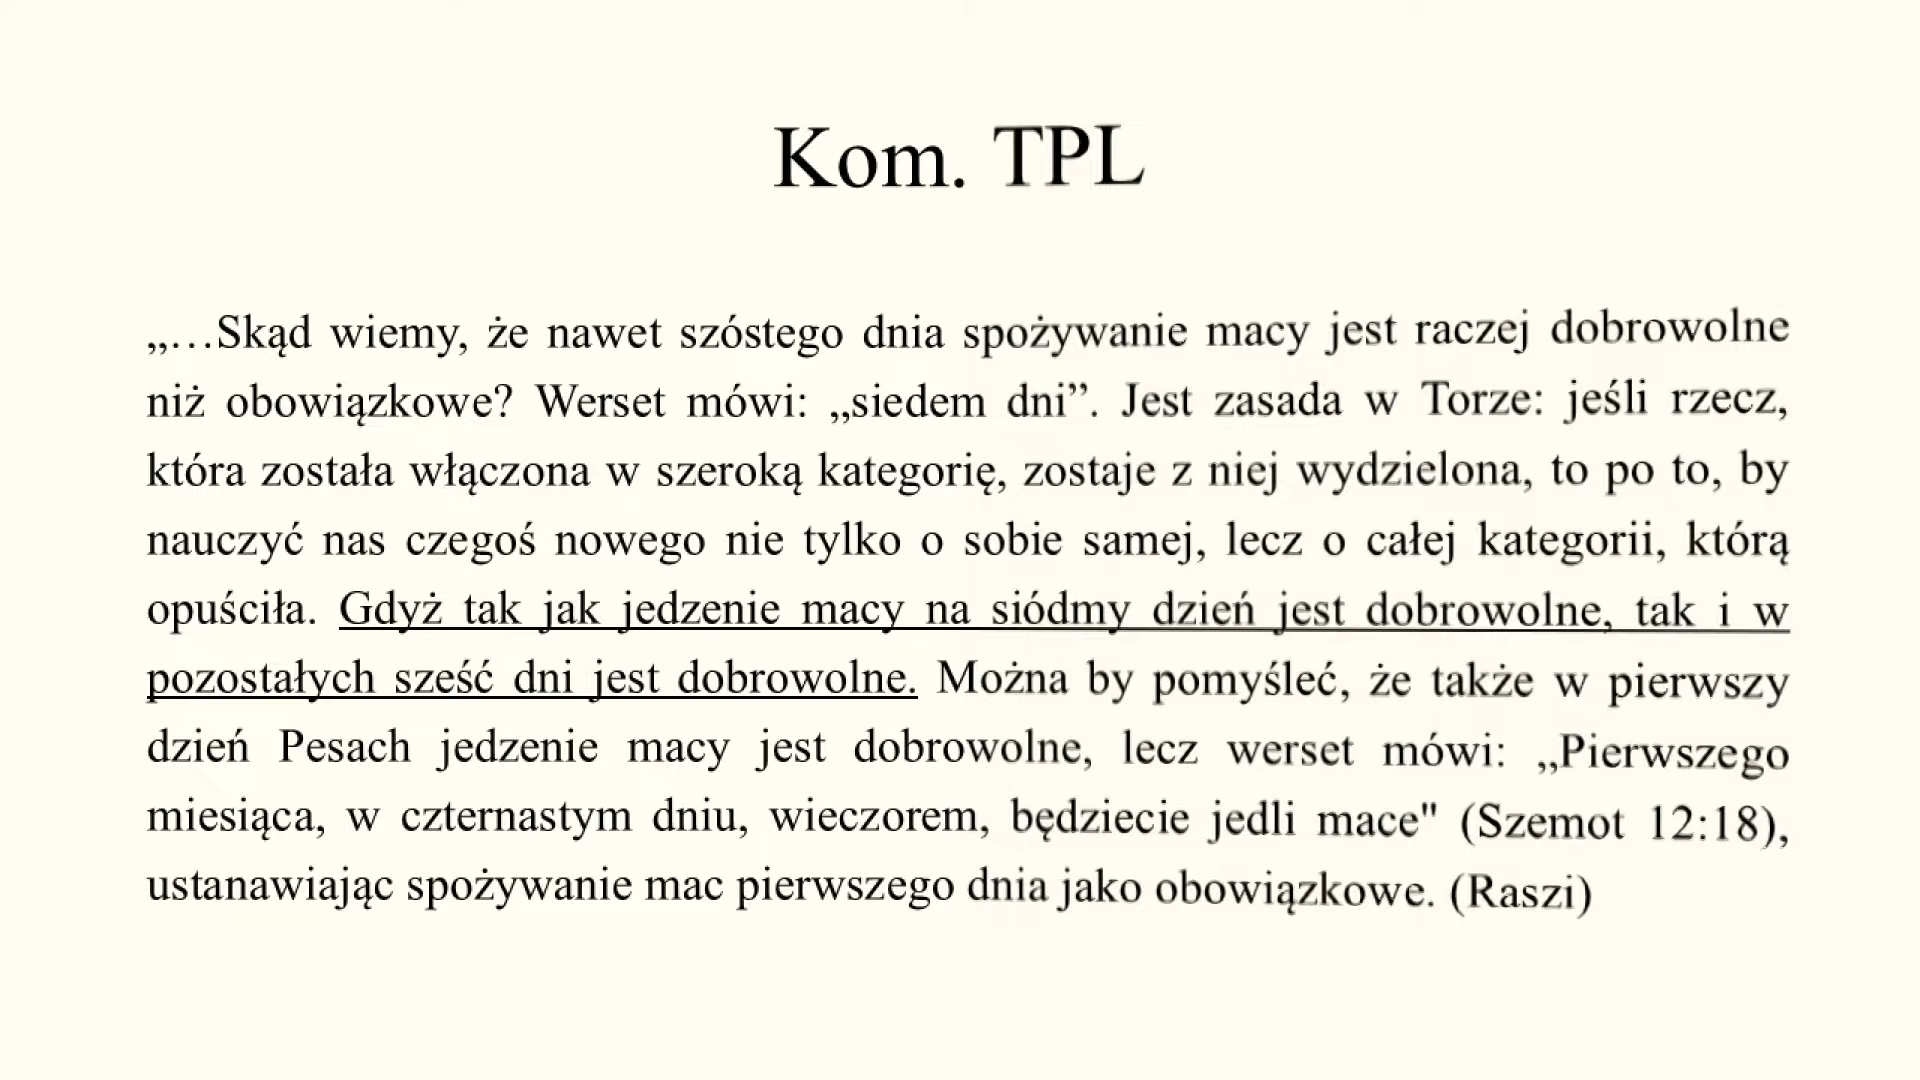 Kom. TPL
„…Skąd wiemy, że nawet szóstego dnia spożywanie macy jest raczej dobrowolne
niż obowiązkowe? Werset mówi: „siedem dni”. Jest zasada w Torze: jeśli rzecz,
która została włączona w szeroką kategorię, zostaje z niej wydzielona, to po to, by
nauczyć nas czegoś nowego nie tylko o sobie samej, lecz o całej kategorii, którą
opuściła. Gdyż tak jak jedzenie macy na siódmy dzień jest dobrowolne, tak i w
pozostałych sześć dni jest dobrowolne. Można by pomyśleć, że także w pierwszy
dzień Pesach jedzenie macy jest dobrowolne, lecz werset mówi: „Pierwszego
miesiąca, w czternastym dniu, wieczorem, będziecie jedli mace" (Szemot 12:18),
ustanawiając spożywanie mac pierwszego dnia jako obowiązkowe. (Raszi)